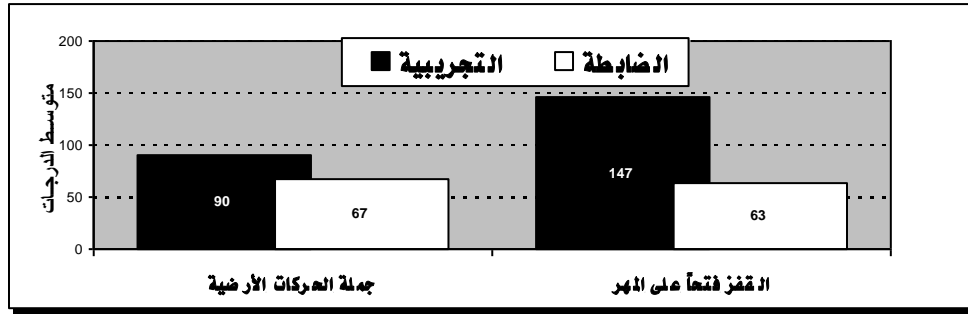 التجريبية الضابطة
متوسط الدرجات
200
150
100
50
0
90
67
147
63
جملة الحركات الأرضية
القفز فتحاً على المهر